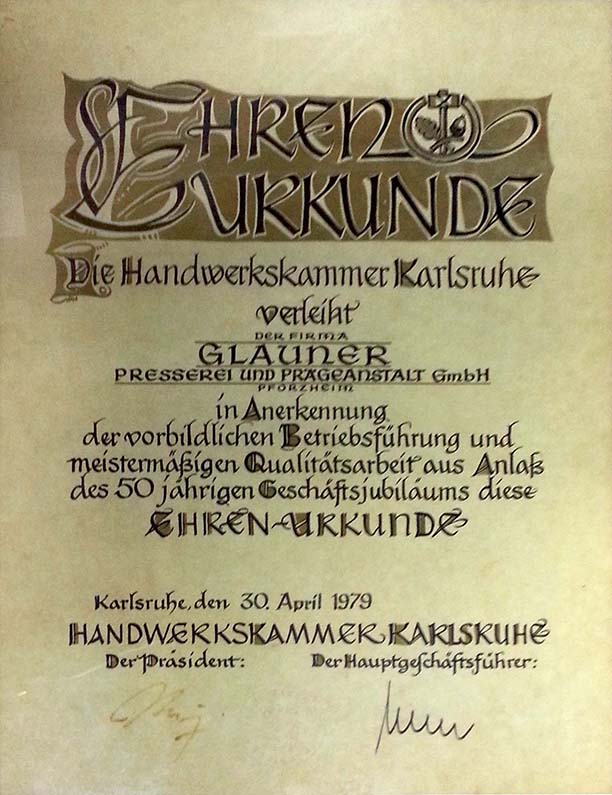 EHREN
URKUNDE
Die Handwerkskammer Karlsruhe
verleiht
DER FIRMA
GLAUNER
PRESSEREI UND PRÄGEANSTALT GmbH
PFORZHEIM
in Anerkennung
der vorbildlichen Betriebsführung und
meistermäßigen Qualitätsarbeit aus Anlaß
des 50 jährigen Geschäftsjubiläums diese
EHREN-URKUNDE
Karlsruhe, den 30. April 1979
HANDWERKSKAMMER KARLSRUHE
Der Präsident: Der Hauptgeschäftsführer: